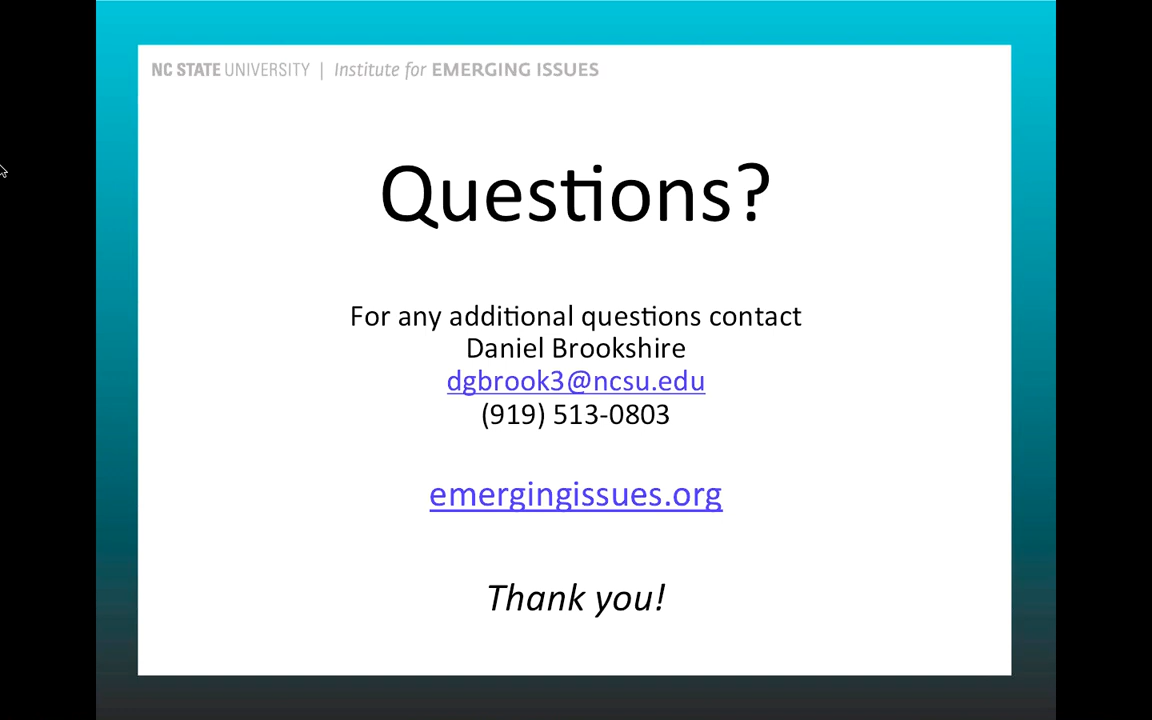 NC STATE UNIVERSITY | Institute for EMERGING ISSUES
Questions?
For any additional questions contact
Daniel Brookshire
dgbrook3@ncsu.edu
(919) 513-0803
emergingissues.org
Thank you!